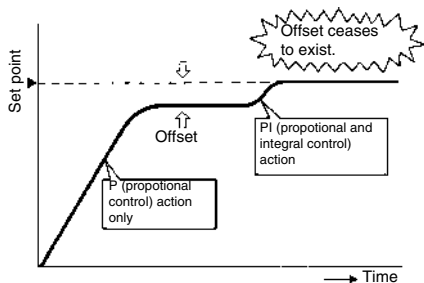 Offset ceases
to exist.
Set point
Offset
PI (propotional and
integral control)
action
P (propotional
control) action
only
Time